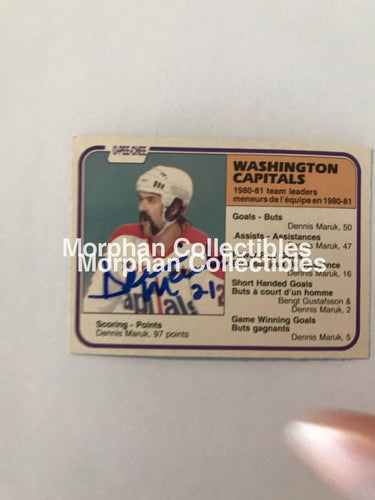 O-PEE-CHEE
WASHINGTON
CAPITALS
1980-81 team leaders
meneurs de l'équipe en 1980-81
Goals - Buts
Dennis Maruk, 50
Assists - Assistances
Dennis Maruk, 47
Morphan Collectibles
Morphan Collectibles
Dennis Maruk, 16
Short Handed Goals
Buts à court d'un homme
Bengt Gustafsson &
Dennis Maruk, 2
Game Winning Goals
Buts gagnants
Dennis Maruk, 5
21
Scoring - Points
Dennis Maruk, 97 points